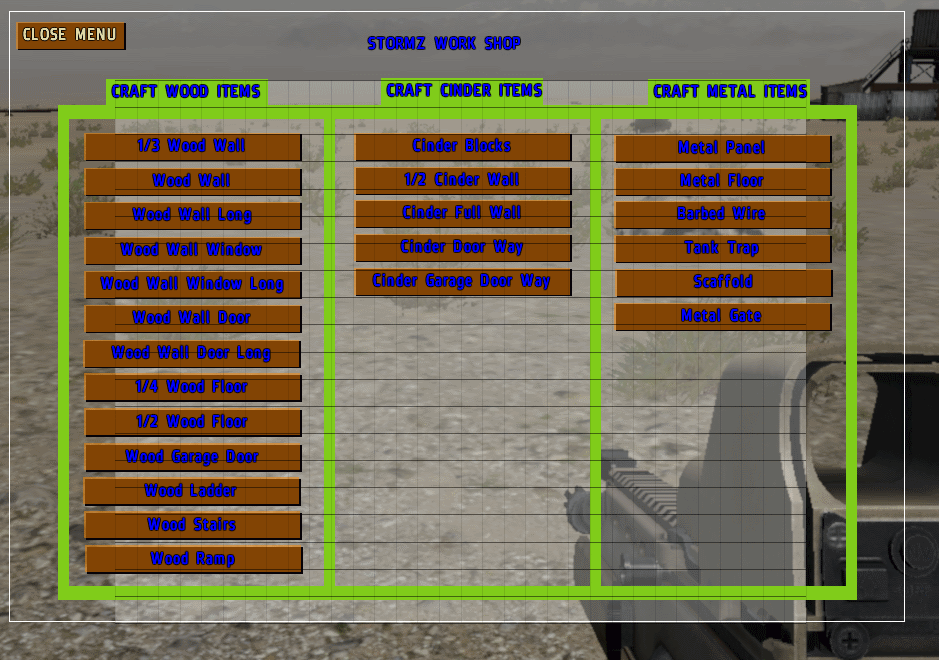 CLOSE MENU
STORMZ WORK SHOP
CRAFT WOOD ITEMS
1/3 Wood Wall
Wood Wall
Wood Wall Long
Wood Wall Window
Wood Wall Window Long
Wood Wall Door
Wood Wall Door Long
1/4 Wood Floor
1/2 Wood Floor
Wood Garage Door
Wood Ladder
Wood Stairs
Wood Ramp
CRAFT CINDER ITEMS
Cinder Blocks
1/2 Cinder Wall
Cinder Full Wall
Cinder Door Way
Cinder Garage Door Way
CRAFT METAL ITEMS
Metal Panel
Metal Floor
Barbed Wire
Tank Trap
Scaffold
Metal Gate